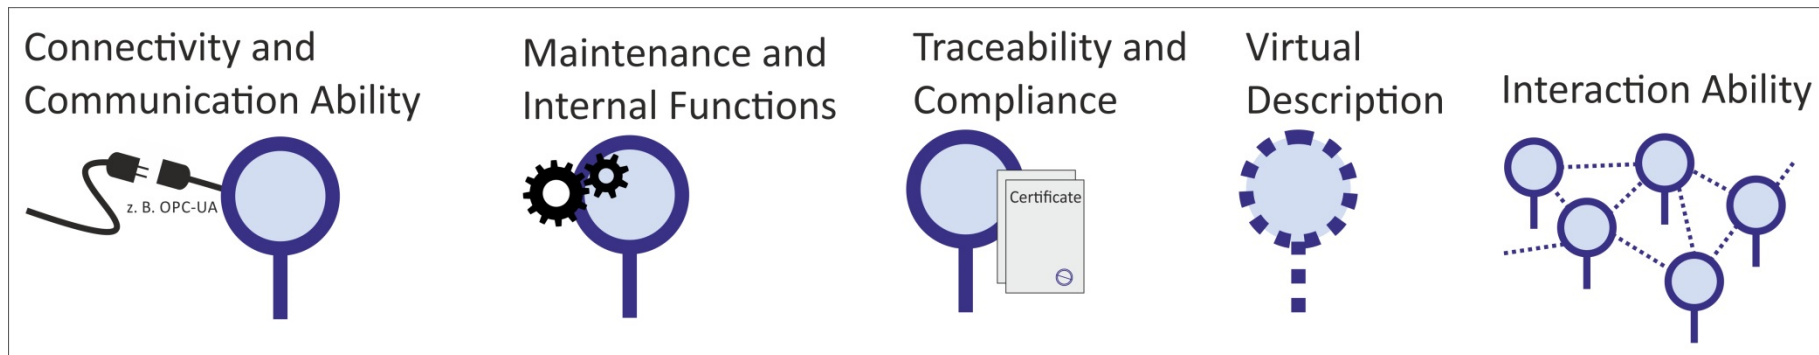 Connectivity and
Communication Ability
z. B. OPC-UA
Maintenance and
Internal Functions
Traceability and
Compliance
Certificate
Virtual
Description
Interaction Ability